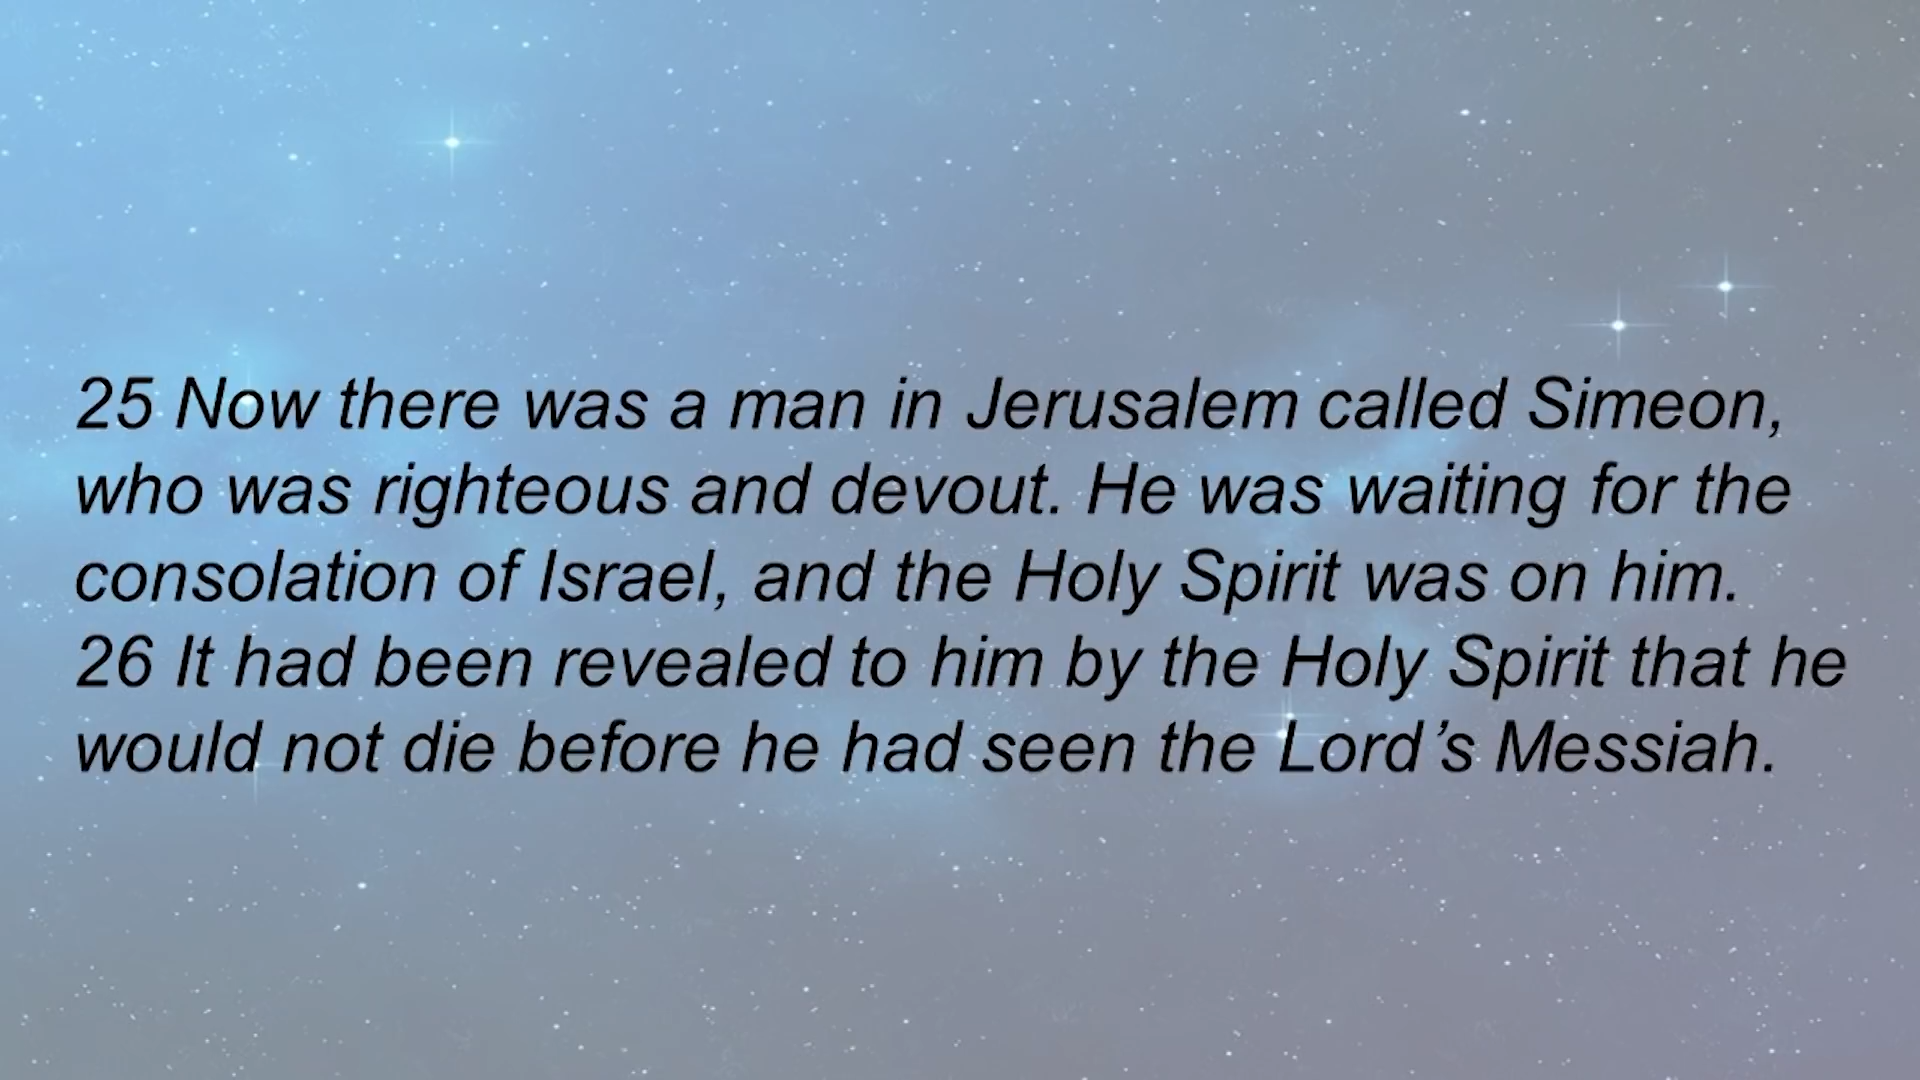 25 Now there was a man in Jerusalem called Simeon,
who was righteous and devout. He was waiting for the
consolation of Israel, and the Holy Spirit was on him.
26 It had been revealed to him by the Holy Spirit that he
would not die before he had seen the Lord’s Messiah.